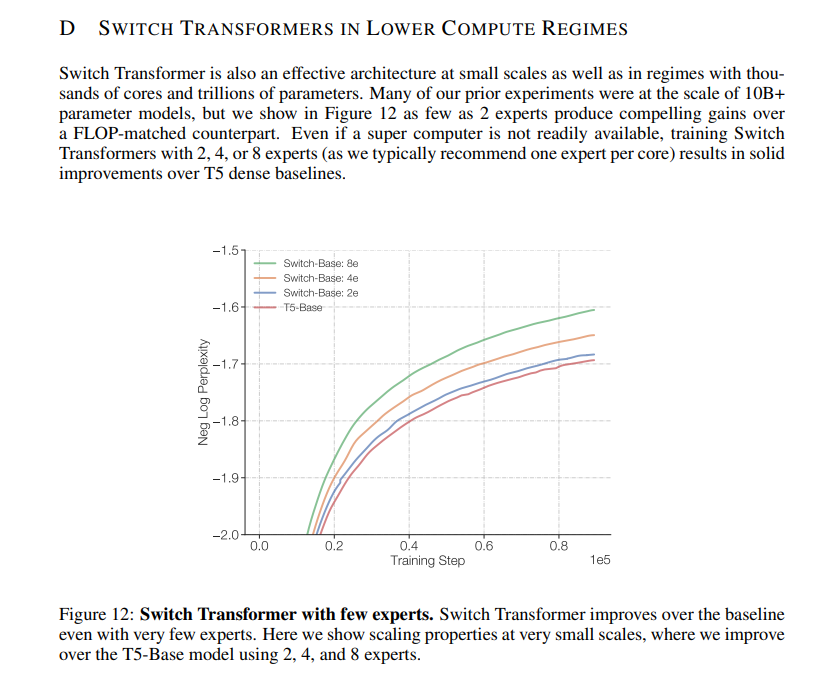 D SWITCH TRANSFORMERS IN LOWER COMPUTE REGIMES
Switch Transformer is also an effective architecture at small scales as well as in regimes with thou-
sands of cores and trillions of parameters. Many of our prior experiments were at the scale of 10B+
parameter models, but we show in Figure 12 as few as 2 experts produce compelling gains over
a FLOP-matched counterpart. Even if a super computer is not readily available, training Switch
Transformers with 2, 4, or 8 experts (as we typically recommend one expert per core) results in solid
improvements over T5 dense baselines.
−1.5
Switch-Base: 8e
Switch-Base: 4e
Switch-Base: 2e
−1.6
T5-Base
−1.7
Neg Log Perplexity
−1.8
−1.9
−2.0
0.0 0.2 0.4 0.6 0.8
Training Step
1e5
Figure 12: Switch Transformer with few experts. Switch Transformer improves over the baseline
even with very few experts. Here we show scaling properties at very small scales, where we improve
over the T5-Base model using 2, 4, and 8 experts.